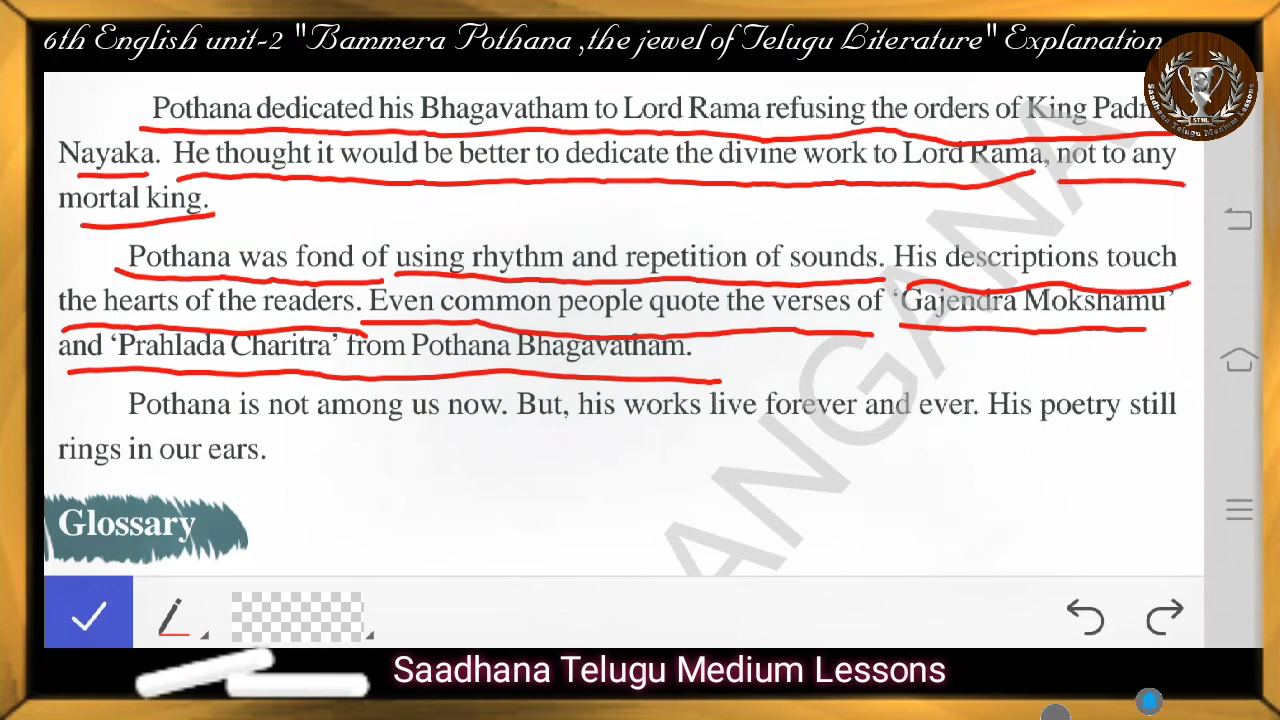 6th English unit-2 "Bammera Pothana ,the jewel of Telugu Literature" Explanation
Pothana dedicated his Bhagavatham to Lord Rama refusing the orders of King
Nayaka. He thought it would be better to dedicate the divine work to Lord Rama, not to any
mortal king.
Pothana was fond of using rhythm and repetition of sounds. His descriptions touch
the hearts of the readers. Even common people quote the verses of ‘Gajendra Mokshamu’
and ‘Prahlada Charitra’ from Pothana Bhagavatham.
Pothana is not among us now. But, his works live forever and ever. His poetry still
rings in our ears.
Glossary
Saadhana Telugu Medium Lessons
STML
Saadhana Telugu Medium Lessons